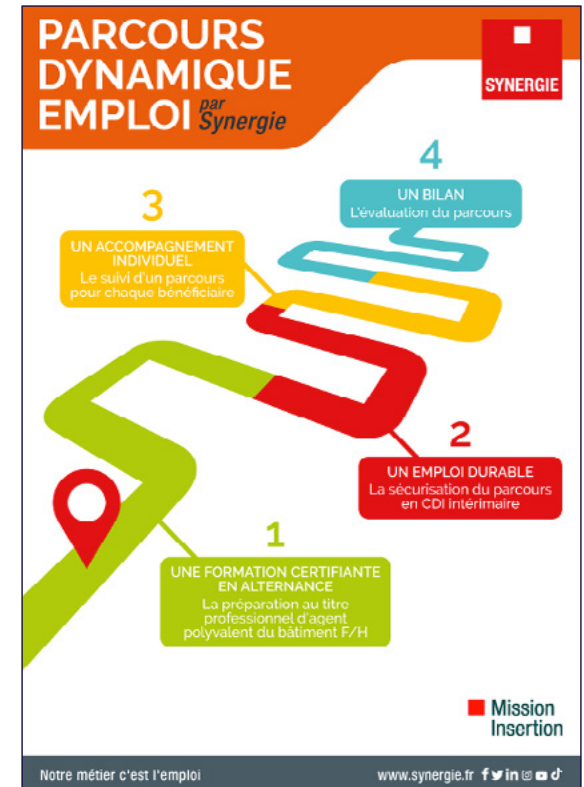 PARCOURS
DYNAMIQUE
EMPLOI par Synergie
SYNERGIE
4
UN BILAN
L'évaluation du parcours
3
UN ACCOMPAGNEMENT
INDIVIDUEL
Le suivi d'un parcours
pour chaque bénéficiaire
2
UN EMPLOI DURABLE
La sécurisation du parcours
en CDI intérimaire
1
UNE FORMATION CERTIFIANTE
EN ALTERNANCE
La préparation au titre
professionnel d'agent
polyvalent du bâtiment F/H
Mission
Insertion
Notre métier c'est l'emploi
www.synergie.fr